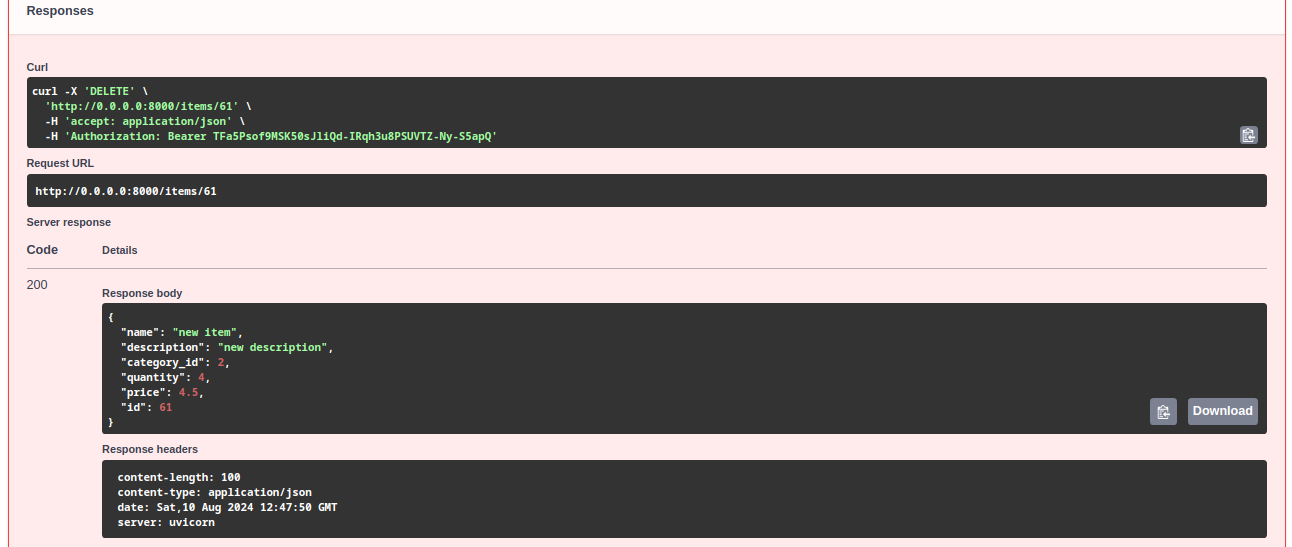 Responses
Curl
curl -X 'DELETE' \
  'http://0.0.0.0:8000/items/61' \
  -H 'accept: application/json' \
  -H 'Authorization: Bearer TFa5Psof9MSK50sJliQd-IRqh3u8PSUVTZ-Ny-S5apQ'
Request URL
http://0.0.0.0:8000/items/61
Server response
Code Details
200
Response body
{
  "name": "new item",
  "description": "new description",
  "category_id": 2,
  "quantity": 4,
  "price": 4.5,
  "id": 61
}
Download
Response headers
content-length: 100
content-type: application/json
date: Sat,10 Aug 2024 12:47:50 GMT
server: uvicorn